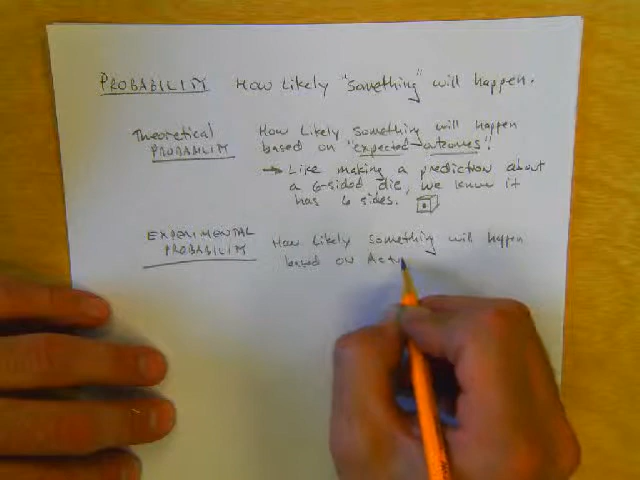 PROBABILITY How Likely "something" will happen.
Theoretical PROBABILITY
How Likely something will happen
based on "expected outcomes".
→ Like making a prediction about
a 6-sided die, we know it
has 6 sides.
EXPERIMENTAL PROBABILITY
How Likely something will happen
based on Actu